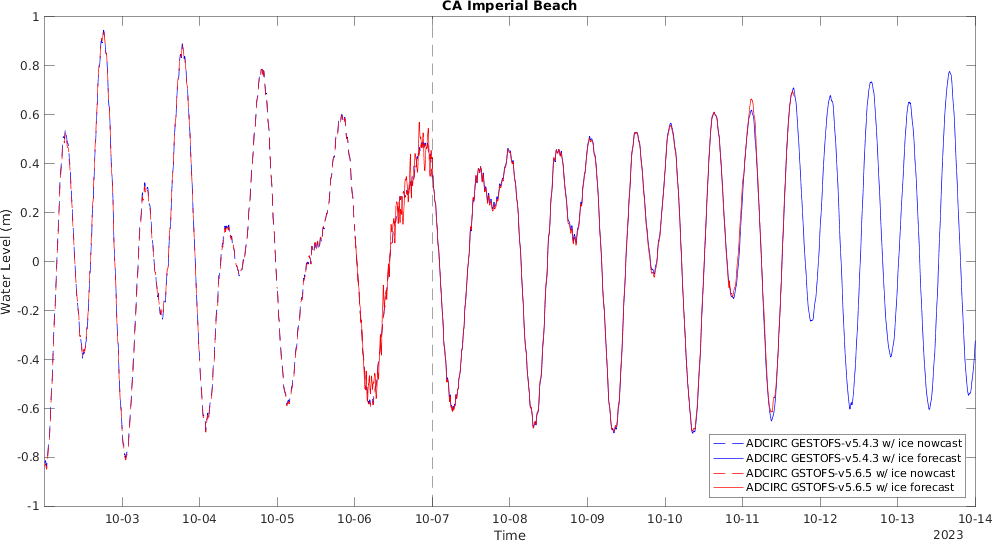 CA Imperial Beach
1
0.8
0.6
0.4
0.2
0
-0.2
-0.4
-0.6
-0.8
-1
Water Level (m)
10-03 10-04 10-05 10-06 10-07 10-08 10-09 10-10 10-11 10-12 10-13 10-14
Time
2023
ADCIRC GESTOFS-v5.4.3 w/ ice nowcast
ADCIRC GESTOFS-v5.4.3 w/ ice forecast
ADCIRC GSTOFS-v5.6.5 w/ ice nowcast
ADCIRC GSTOFS-v5.6.5 w/ ice forecast